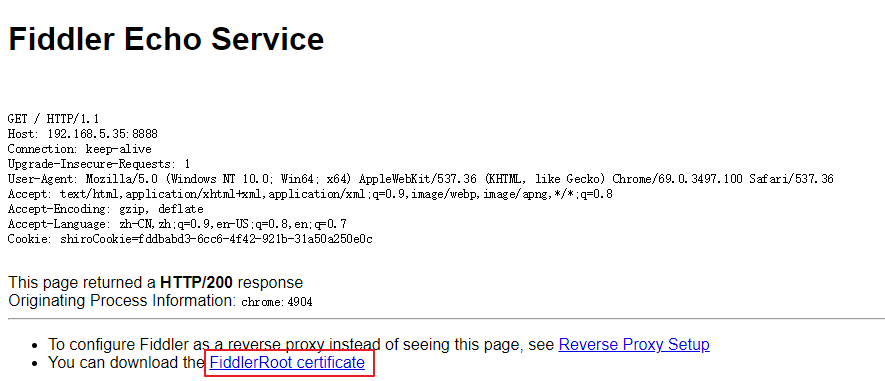 Fiddler Echo Service
GET / HTTP/1.1
Host: 192.168.5.35:8888
Connection: keep-alive
Upgrade-Insecure-Requests: 1
User-Agent: Mozilla/5.0 (Windows NT 10.0; Win64; x64) AppleWebKit/537.36 (KHTML, like Gecko) Chrome/69.0.3497.100 Safari/537.36
Accept: text/html,application/xhtml+xml,application/xml;q=0.9,image/webp,image/apng,*/*;q=0.8
Accept-Encoding: gzip, deflate
Accept-Language: zh-CN,zh;q=0.9,en-US;q=0.8,en;q=0.7
Cookie: shiroCookie=fddbabd3-6cc6-4f42-921b-31a50a250e0c
This page returned a HTTP/200 response
Originating Process Information: chrome:4904
• To configure Fiddler as a reverse proxy instead of seeing this page, see Reverse Proxy Setup
• You can download the FiddlerRoot certificate